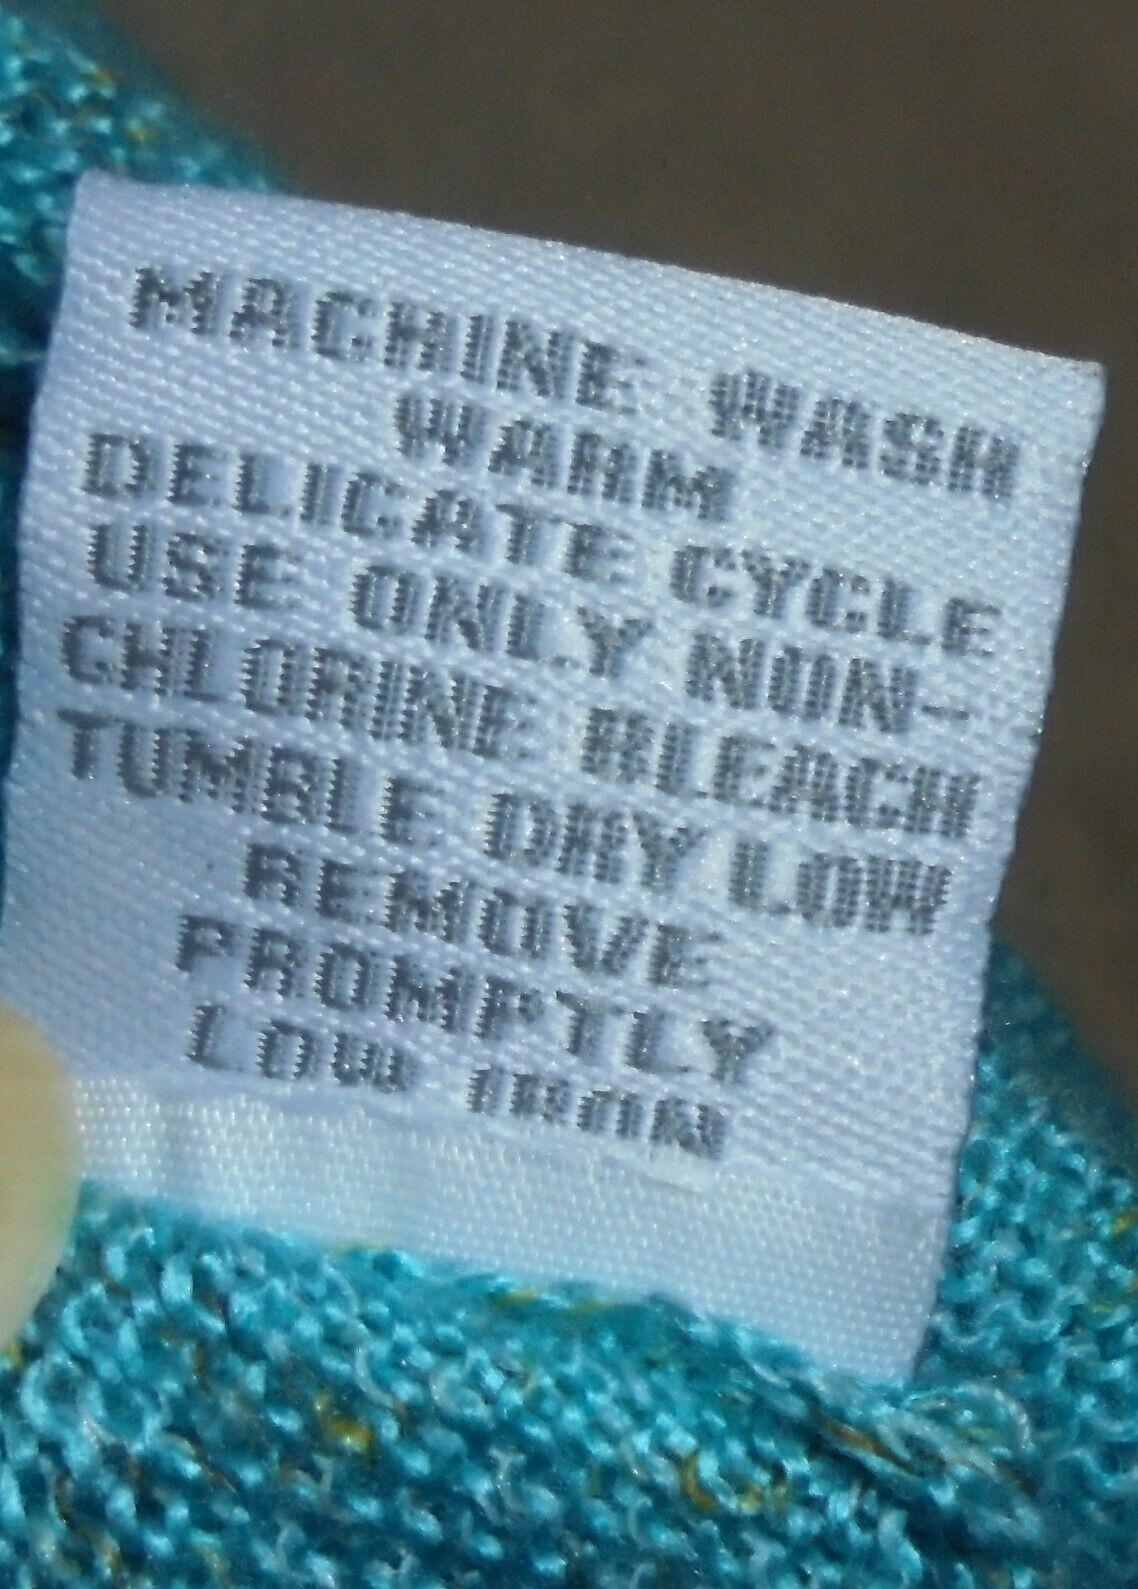 MACHINE WASH
WARM
DELICATE CYCLE
USE ONLY NON-
CHLORINE BLEACH
TUMBLE DRY LOW
REMOVE
PROMPTLY
LOW IRON